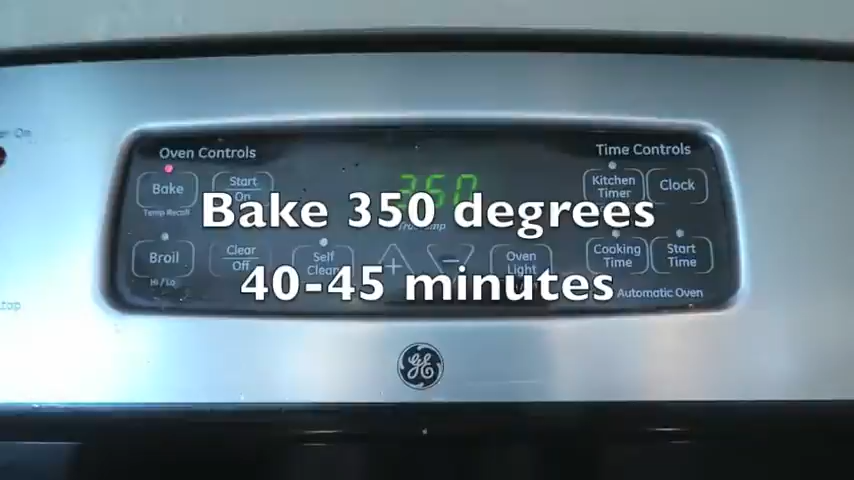 Oven Controls
Time Controls
Bake
Temp Recall
Start
On
350
Kitchen
Timer
Clock
Bake 350 degrees
40-45 minutes
Broil
Hi / Lo
Clear
Off
Self
Clean
+
−
Oven
Light
Cooking
Time
Start
Time
Automatic Oven
GE